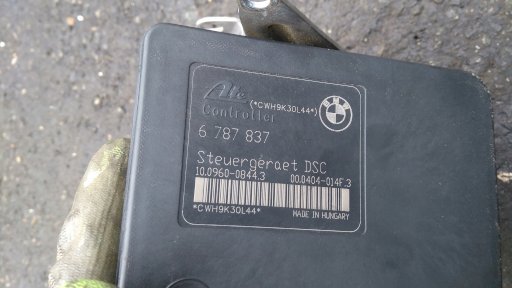 Ate (*CWH9K30L44*) BMW
Controller
6 787 837
Steuergeraet DSC
10.0960-0844.3 00.0404-014F.3
*CWH9K30L44* MADE IN HUNGARY